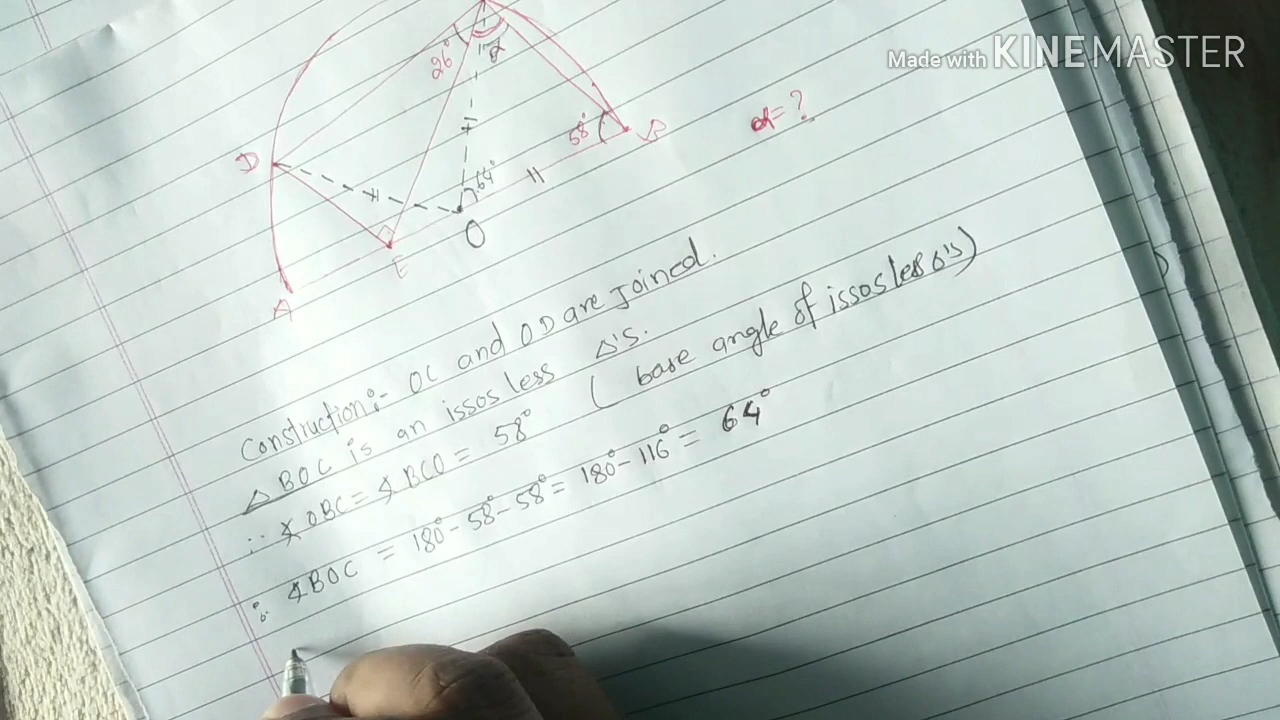 Made with KINEMASTER
26°
α
58°
B
α = ?
D
64°
O
E
A
Construction:- OC and OD are joined.
△BOC is an issosless △'s.
∴ ∡OBC = ∡BCO = 58° ( base angle of issosles △'s)
∴ ∡BOC = 180° - 58° - 58° = 180° - 116° = 64°